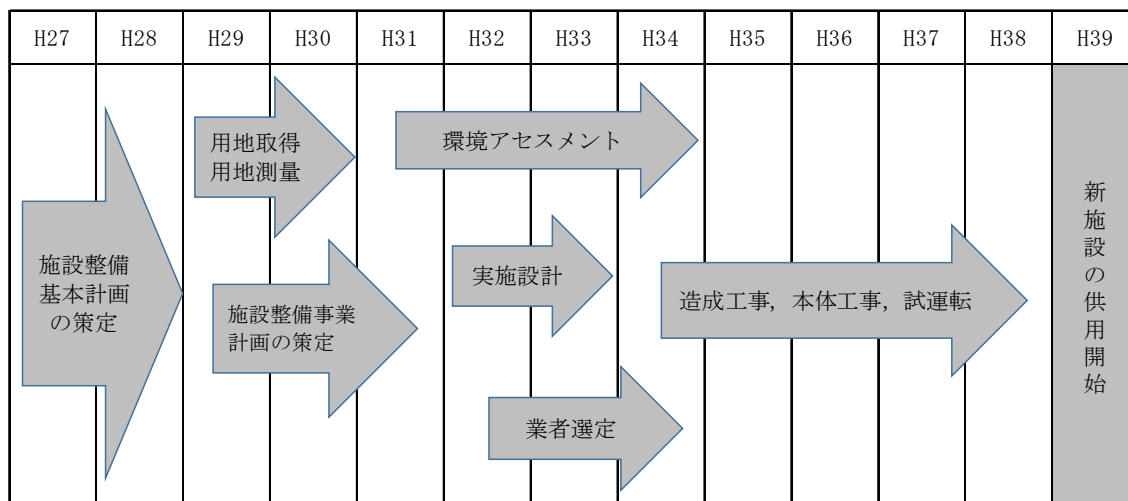 H27 H28 H29 H30 H31 H32 H33 H34 H35 H36 H37 H38 H39
施設整備
基本計画
の策定
用地取得
用地測量
施設整備事業
計画の策定
環境アセスメント
実施設計
業者選定
造成工事，本体工事，試運転
新施設の供用開始